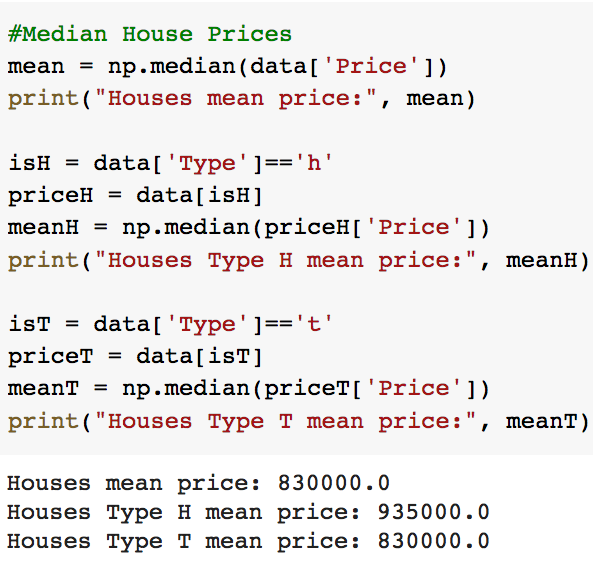 #Median House Prices
mean = np.median(data['Price'])
print("Houses mean price:", mean)
isH = data['Type']=='h'
priceH = data[isH]
meanH = np.median(priceH['Price'])
print("Houses Type H mean price:", meanH)
isT = data['Type']=='t'
priceT = data[isT]
meanT = np.median(priceT['Price'])
print("Houses Type T mean price:", meanT)
Houses mean price: 830000.0
Houses Type H mean price: 935000.0
Houses Type T mean price: 830000.0